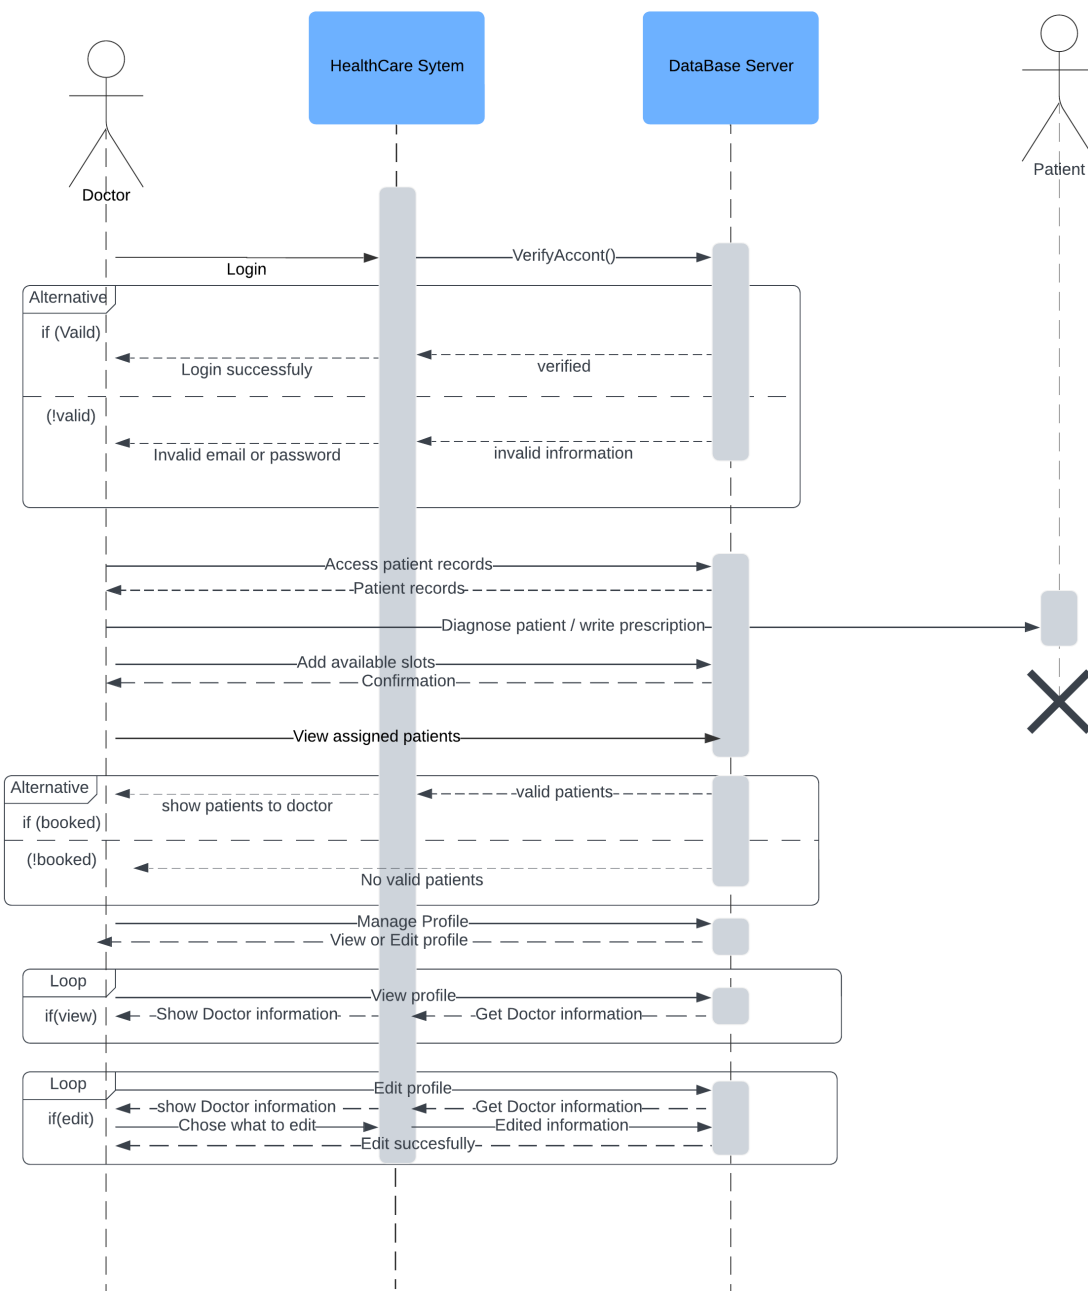 HealthCare Sytem
DataBase Server
Doctor
Patient
Login
VerifyAccont()
Alternative
if (Vaild)
Login successfuly
verified
(!valid)
Invalid email or password
invalid infrormation
Access patient records
Patient records
Diagnose patient / write prescription
Add available slots
Confirmation
View assigned patients
Alternative
valid patients
show patients to doctor
if (booked)
(!booked)
No valid patients
Manage Profile
View or Edit profile
Loop
View profile
if(view)
Show Doctor information
Get Doctor information
Loop
Edit profile
show Doctor information
Get Doctor information
if(edit)
Chose what to edit
Edited information
Edit succesfully